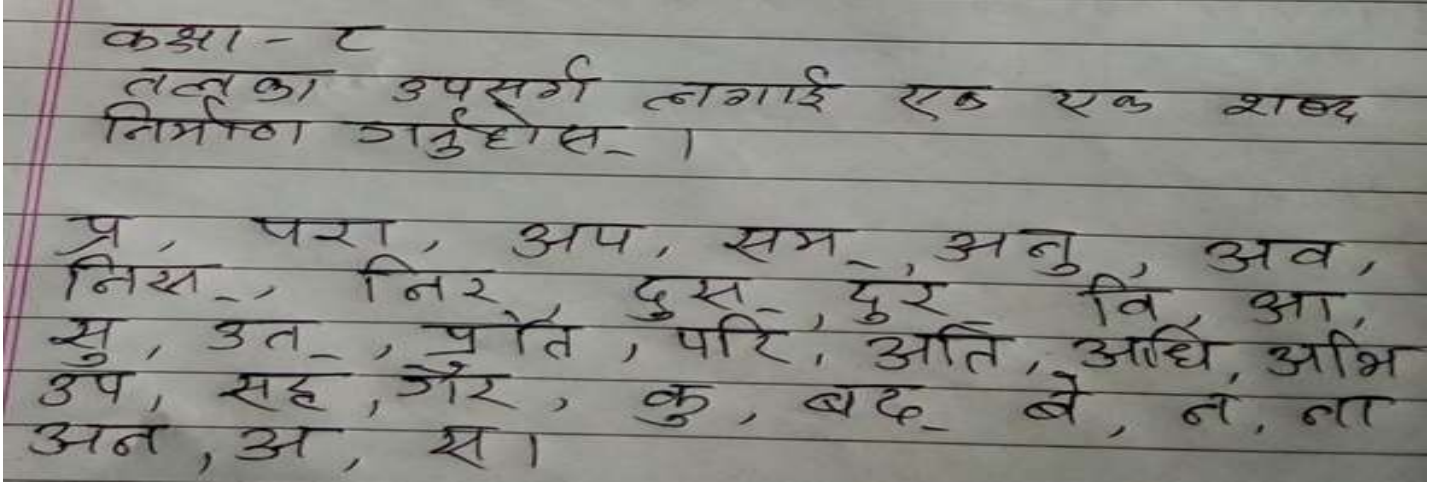 कक्षा - ८
तलका उपसर्ग लगाई एक एक शब्द
निर्माण गर्नुहोस् ।
प्र, परा, अप, सम्, अनु, अव,
निस्, निर, दुस्, दुर वि, आ,
सु, उत्, प्रति, परि, अति, अधि, अभि
उप, सह, गैर, कु, बद् बे, न, ना
अन, अ, स ।